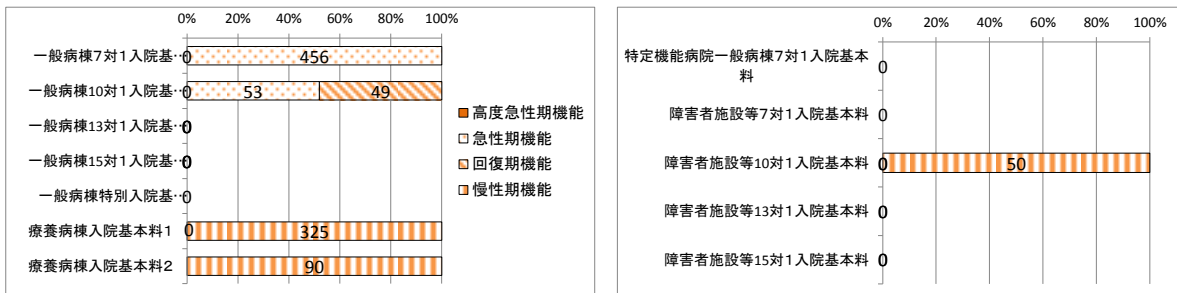 0% 20% 40% 60% 80% 100%
一般病棟7対1入院基… 0 456
一般病棟10対1入院基… 0 53 49
一般病棟13対1入院基… 0
一般病棟15対1入院基… 0
一般病棟特別入院基… 0
療養病棟入院基本料1 0 325
療養病棟入院基本料2 90
高度急性期機能
急性期機能
回復期機能
慢性期機能
0% 20% 40% 60% 80% 100%
特定機能病院一般病棟7対1入院基本
料 0
障害者施設等7対1入院基本料 0
障害者施設等10対1入院基本料 0 50
障害者施設等13対1入院基本料 0
障害者施設等15対1入院基本料 0